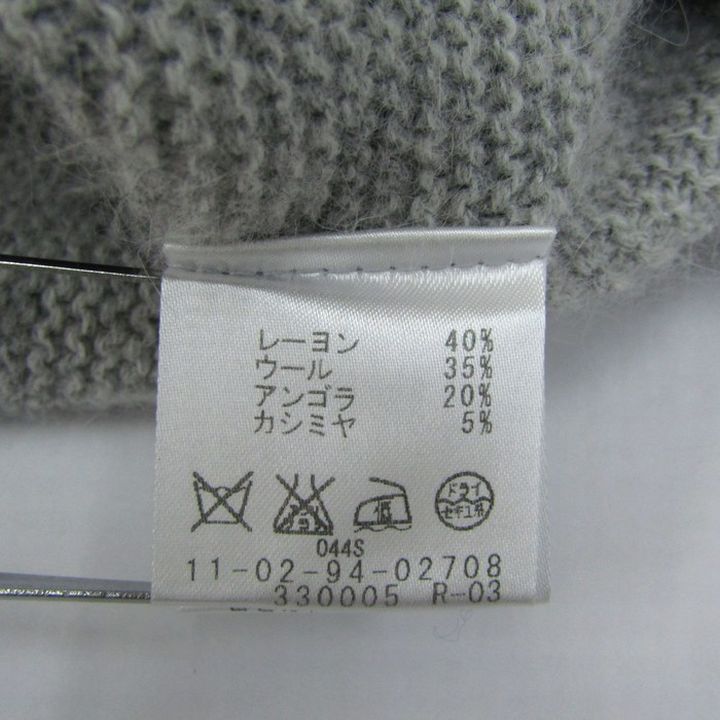 レーヨン 40%
ウール 35%
アンゴラ 20%
カシミヤ 5%
低
ドライ
セキユ系
044S
11-02-94-02708
330005 R-03